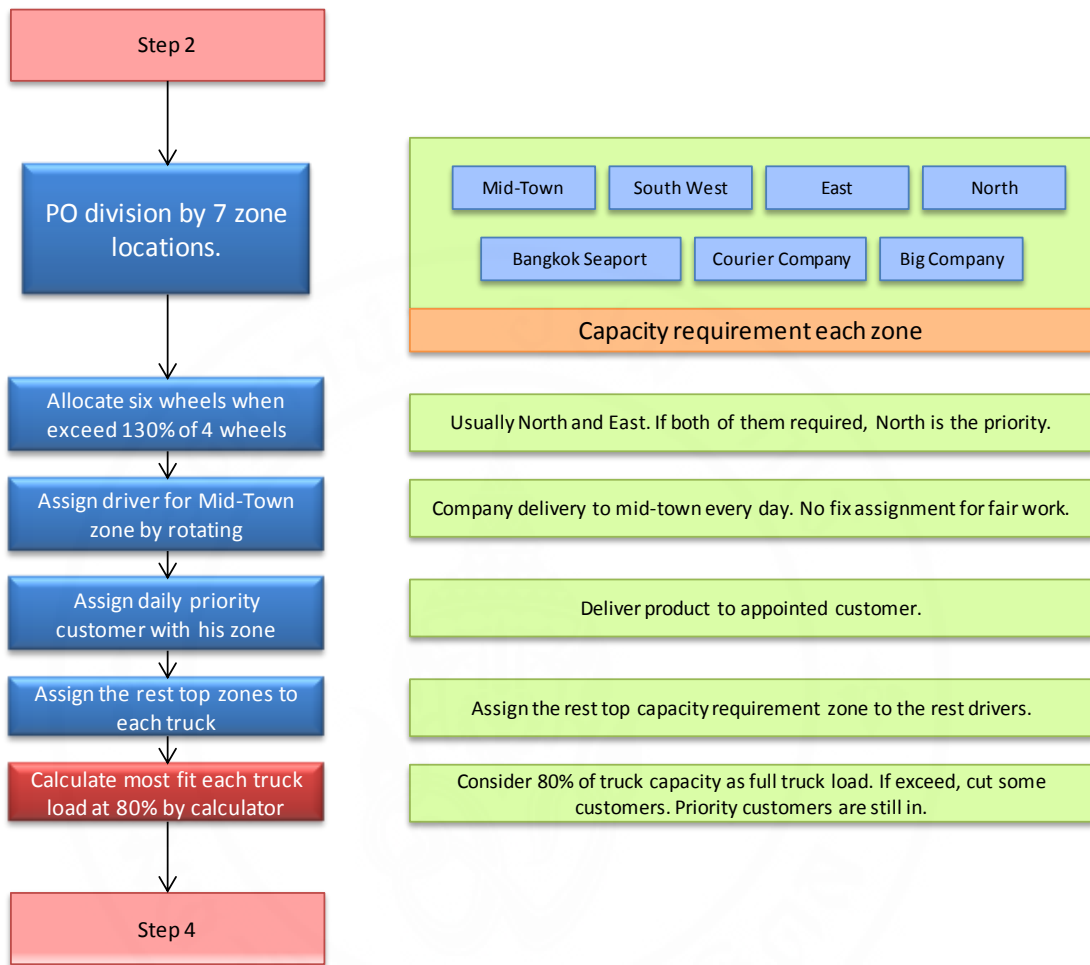 Step 2
PO division by 7 zone
locations.
Mid-Town
South West
East
North
Bangkok Seaport
Courier Company
Big Company
Capacity requirement each zone
Allocate six wheels when
exceed 130% of 4 wheels
Usually North and East. If both of them required, North is the priority.
Assign driver for Mid-Town
zone by rotating
Company delivery to mid-town every day. No fix assignment for fair work.
Assign daily priority
customer with his zone
Deliver product to appointed customer.
Assign the rest top zones to
each truck
Assign the rest top capacity requirement zone to the rest drivers.
Calculate most fit each truck
load at 80% by calculator
Consider 80% of truck capacity as full truck load. If exceed, cut some
customers. Priority customers are still in.
Step 4